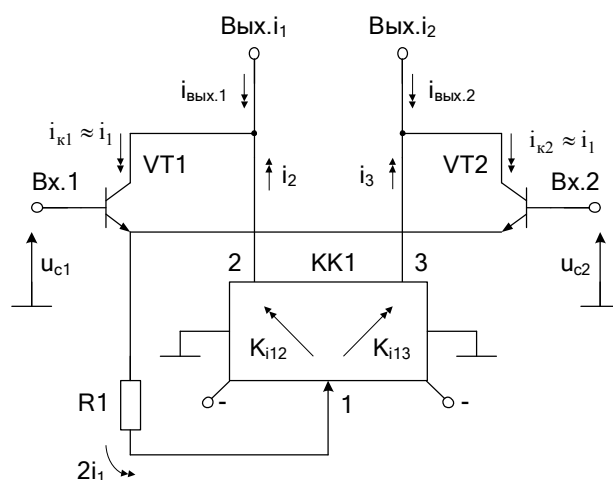 Вых.i₁ Вых.i₂
iвых.1 iвых.2
iк1 ≈ i₁ iк2 ≈ i₁
VT1 VT2
Вх.1 i₂ i₃ Вх.2
2 КК1 3
uс1 uс2
Ki12 Ki13
R1 - 1 -
2i₁